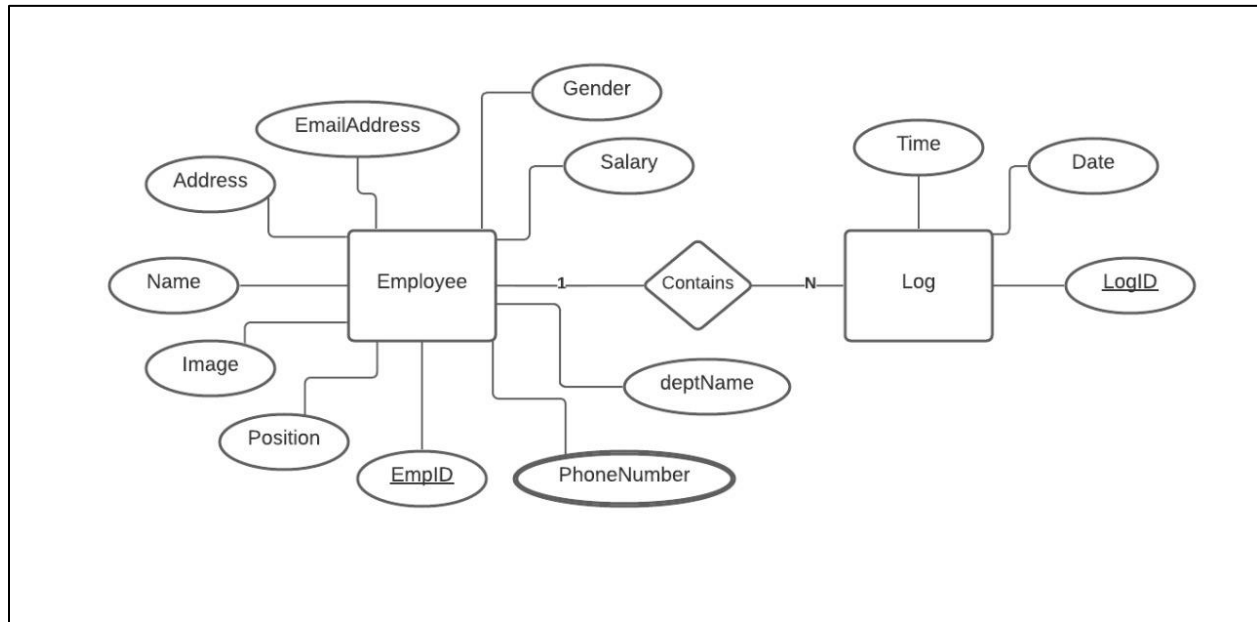 Gender
EmailAddress
Time
Salary
Date
Address
Name
Employee
1
Contains
N
Log
LogID
Image
deptName
Position
EmpID
PhoneNumber